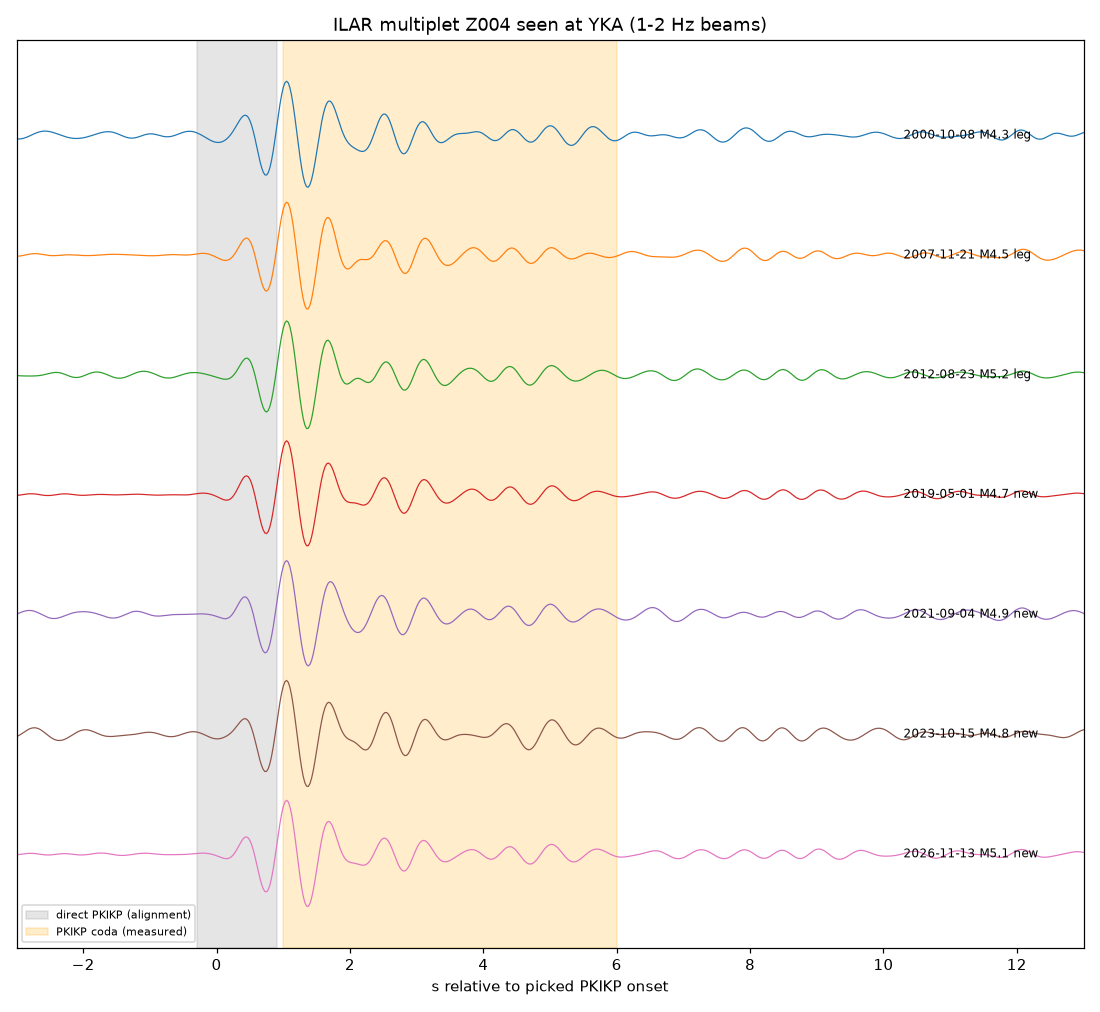 ILAR multiplet Z004 seen at YKA (1-2 Hz beams)
2000-10-08 M4.3 leg
2007-11-21 M4.5 leg
2012-08-23 M5.2 leg
2019-05-01 M4.7 new
2021-09-04 M4.9 new
2023-10-15 M4.8 new
2026-11-13 M5.1 new
direct PKIKP (alignment)
PKIKP coda (measured)
−2 0 2 4 6 8 10 12
s relative to picked PKIKP onset